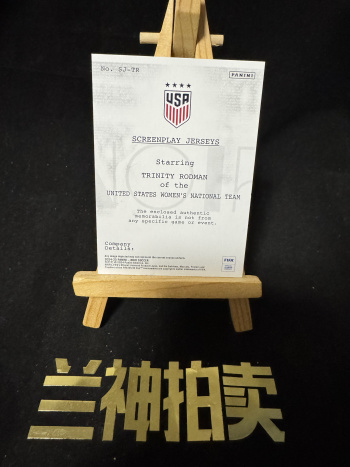 No. SJ-TR
PANINI
USA
SCREENPLAY JERSEYS
Starring
TRINITY RODMAN
of the
UNITED STATES WOMEN'S NATIONAL TEAM
The enclosed authentic
memorabilia is not from
any specific game or event.
Company
Details:
兰神拍卖